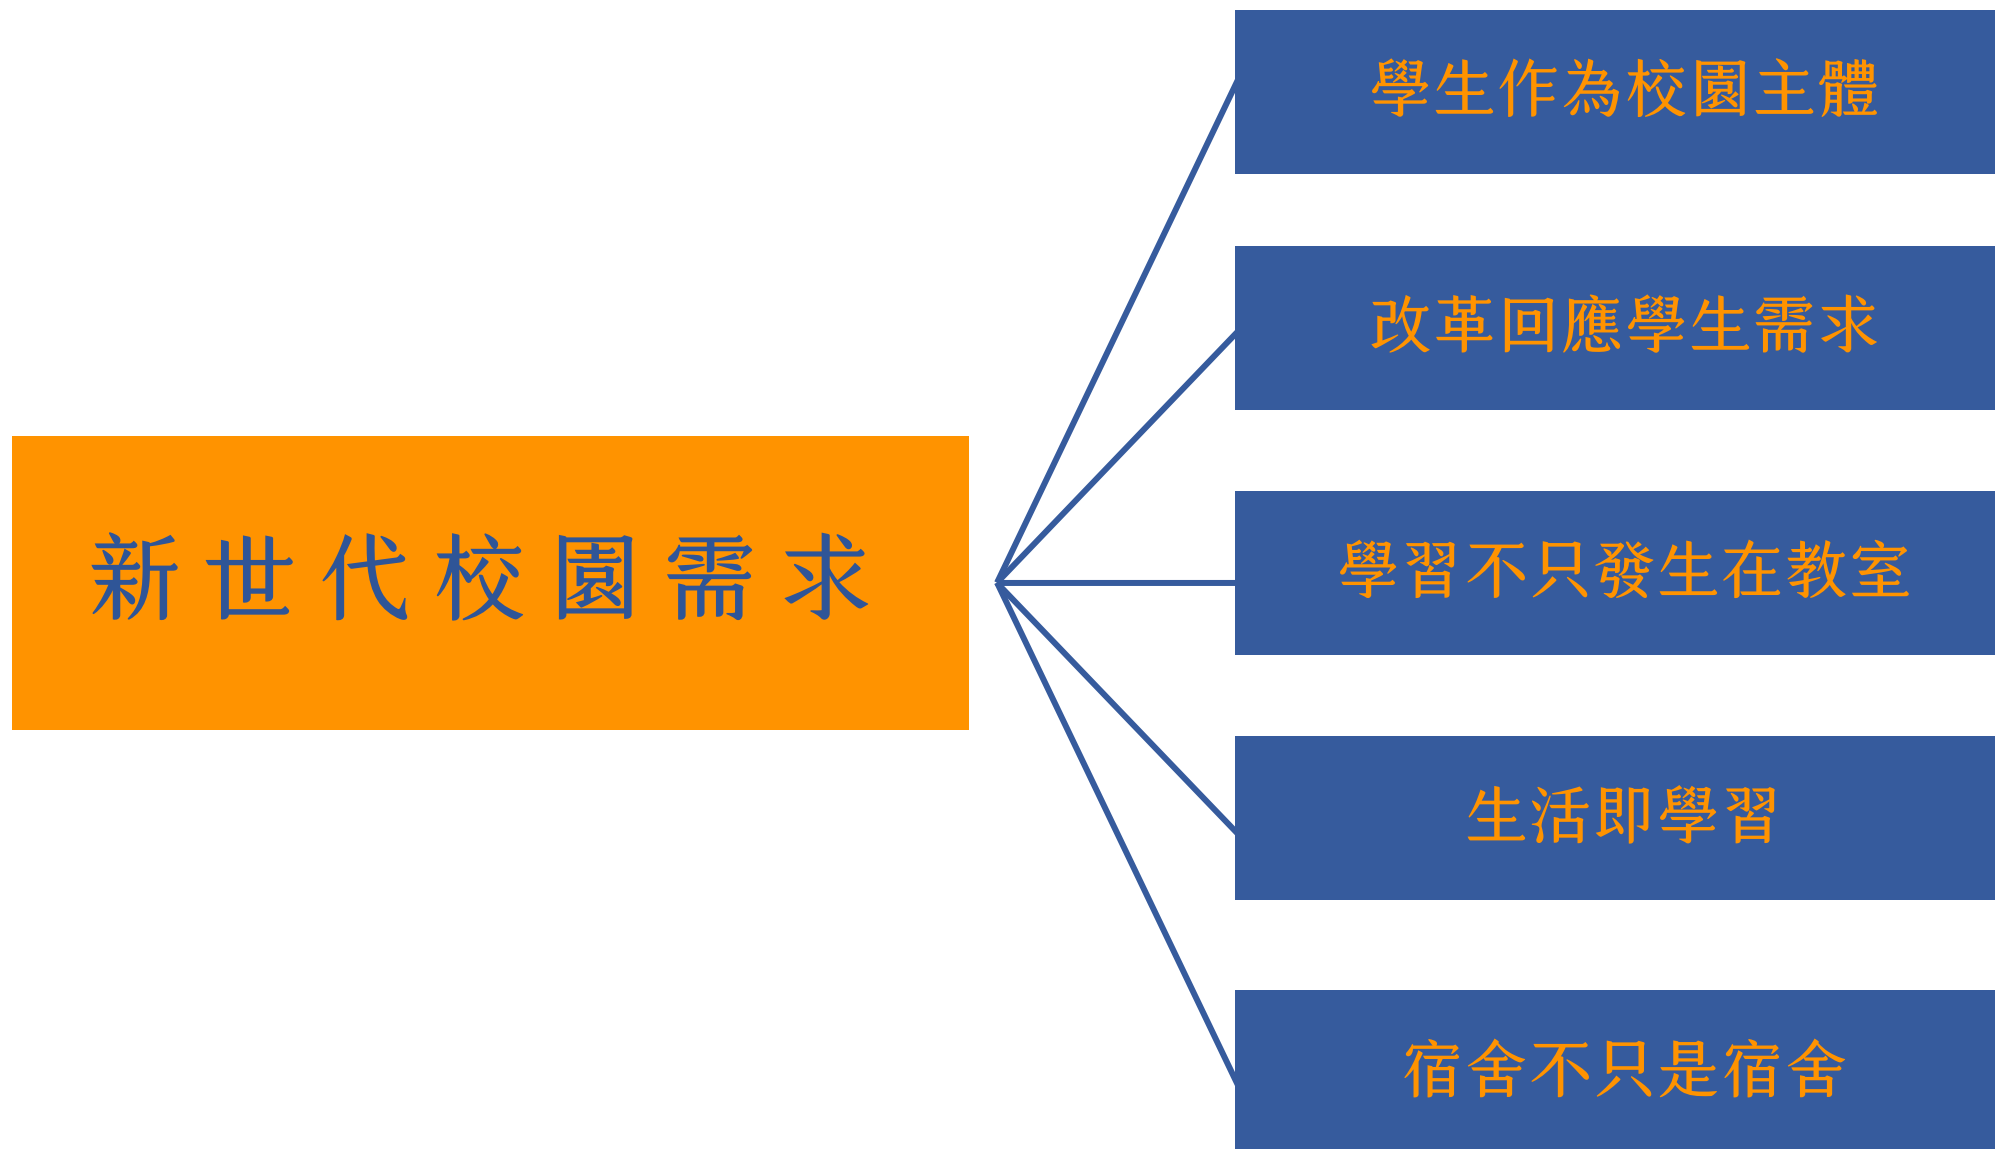 新世代校園需求
學生作為校園主體
改革回應學生需求
學習不只發生在教室
生活即學習
宿舍不只是宿舍